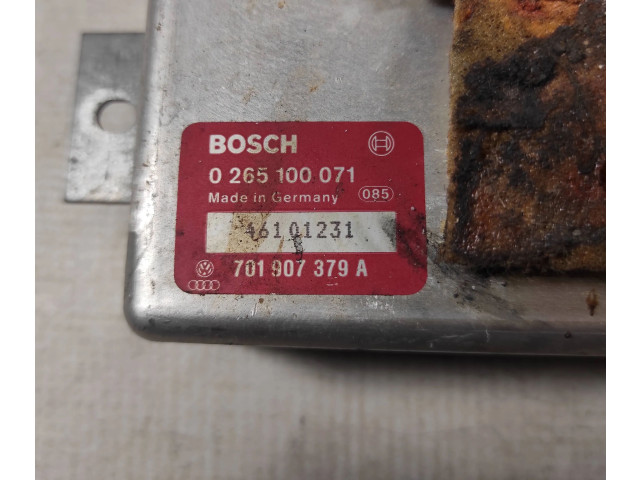 BOSCH
0 265 100 071
Made in Germany 085
46101231
701 907 379 A